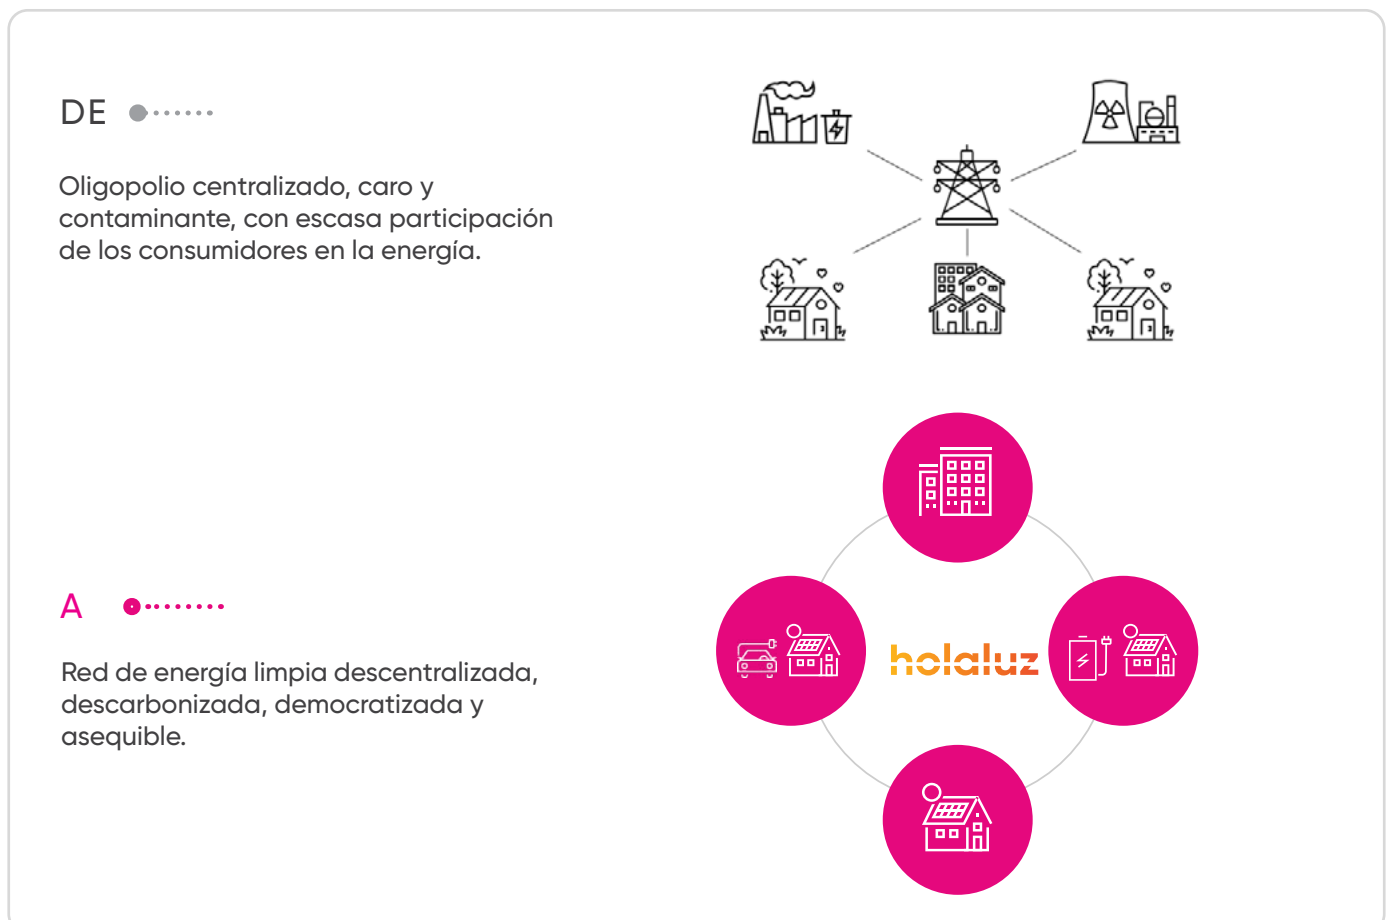 DE
Oligopolio centralizado, caro y
contaminante, con escasa participación
de los consumidores en la energía.
A
Red de energía limpia descentralizada,
descarbonizada, democratizada y
asequible.
holaluz